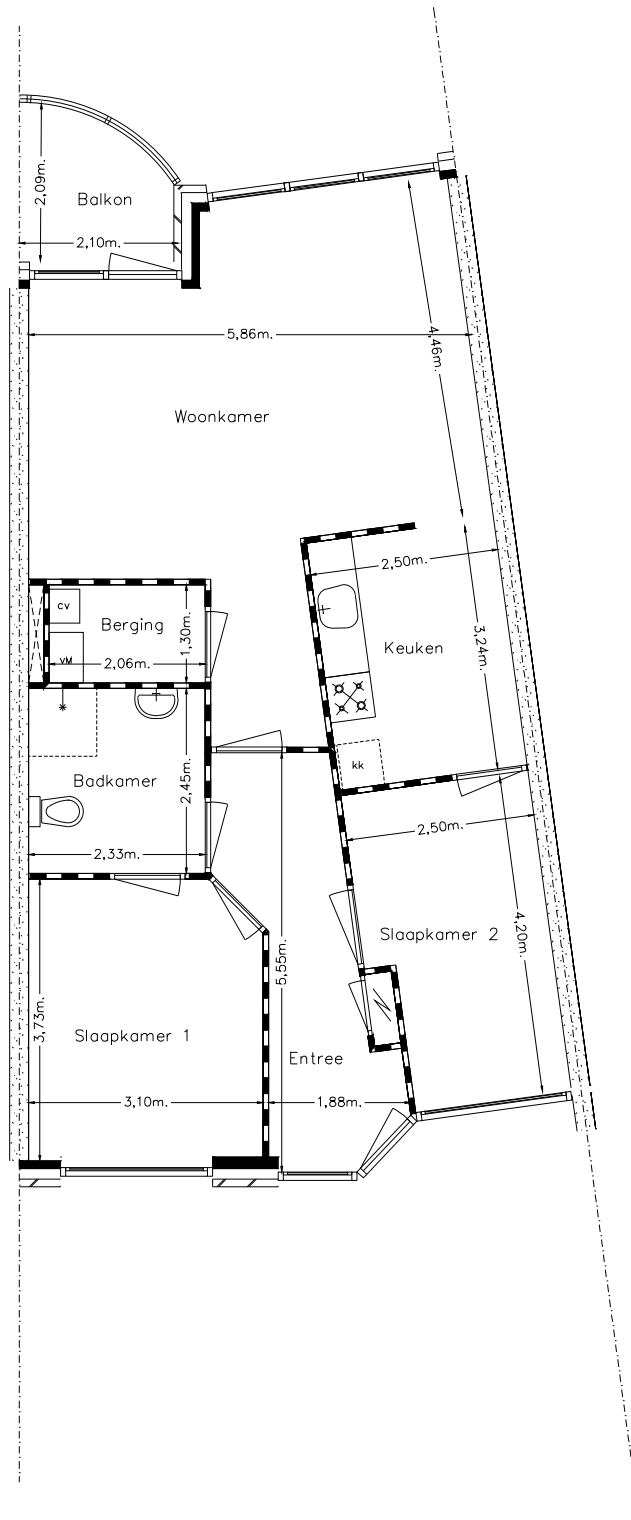 2,09m.
Balkon
2,10m.
5,86m.
4,46m.
Woonkamer
2,50m.
cv
Berging
1,30m.
3,24m.
Keuken
VM
2,06m.
kk
Badkamer
2,45m.
2,50m.
2,33m.
Slaapkamer 2
4,20m.
5,55m.
3,73m.
Slaapkamer 1
Entree
3,10m.
1,88m.